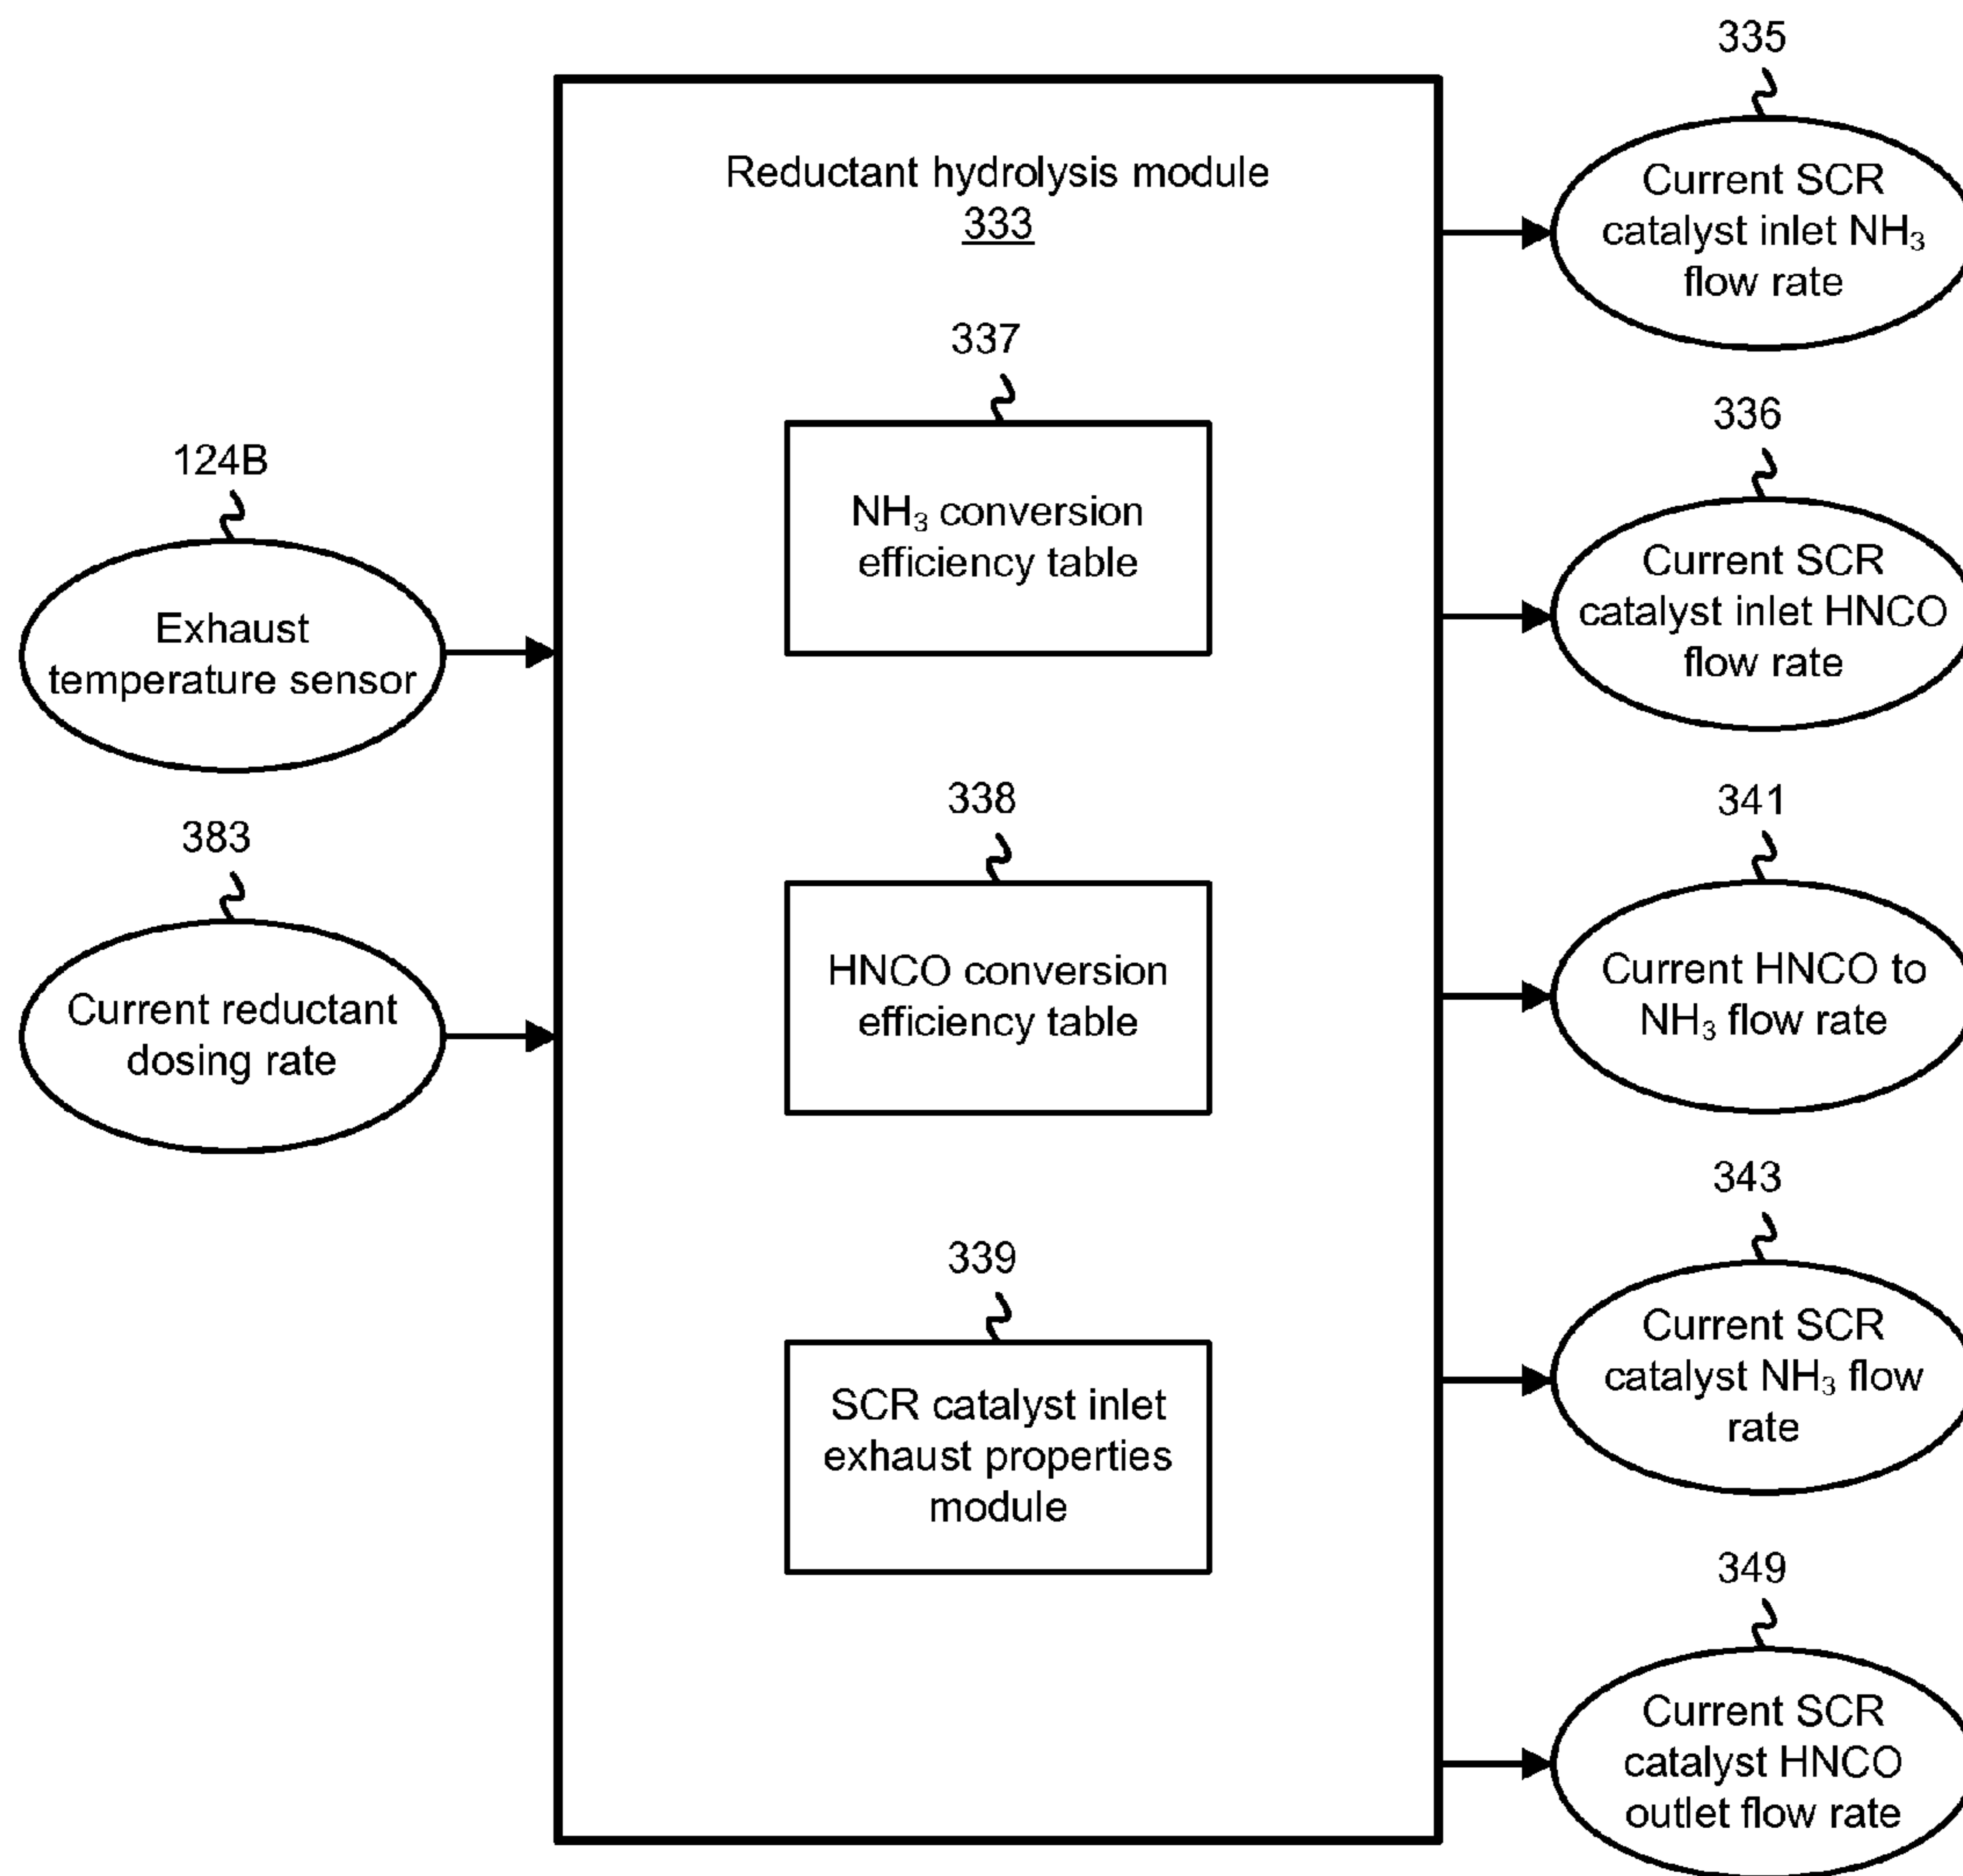 124B
Exhaust
temperature sensor
383
Current reductant
dosing rate
Reductant hydrolysis module
333
337
NH₃ conversion
efficiency table
338
HNCO conversion
efficiency table
339
SCR catalyst inlet
exhaust properties
module
335
Current SCR
catalyst inlet NH₃
flow rate
336
Current SCR
catalyst inlet HNCO
flow rate
341
Current HNCO to
NH₃ flow rate
343
Current SCR
catalyst NH₃ flow
rate
349
Current SCR
catalyst HNCO
outlet flow rate